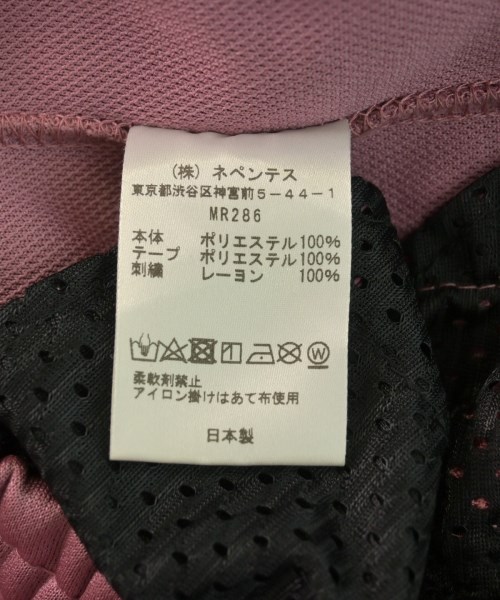 (株) ネペンテス
東京都渋谷区神宮前5-44-1
MR286
本体 ポリエステル100%
テープ ポリエステル100%
刺繍 レーヨン 100%
W
柔軟剤禁止
アイロン掛けはあて布使用
日本製